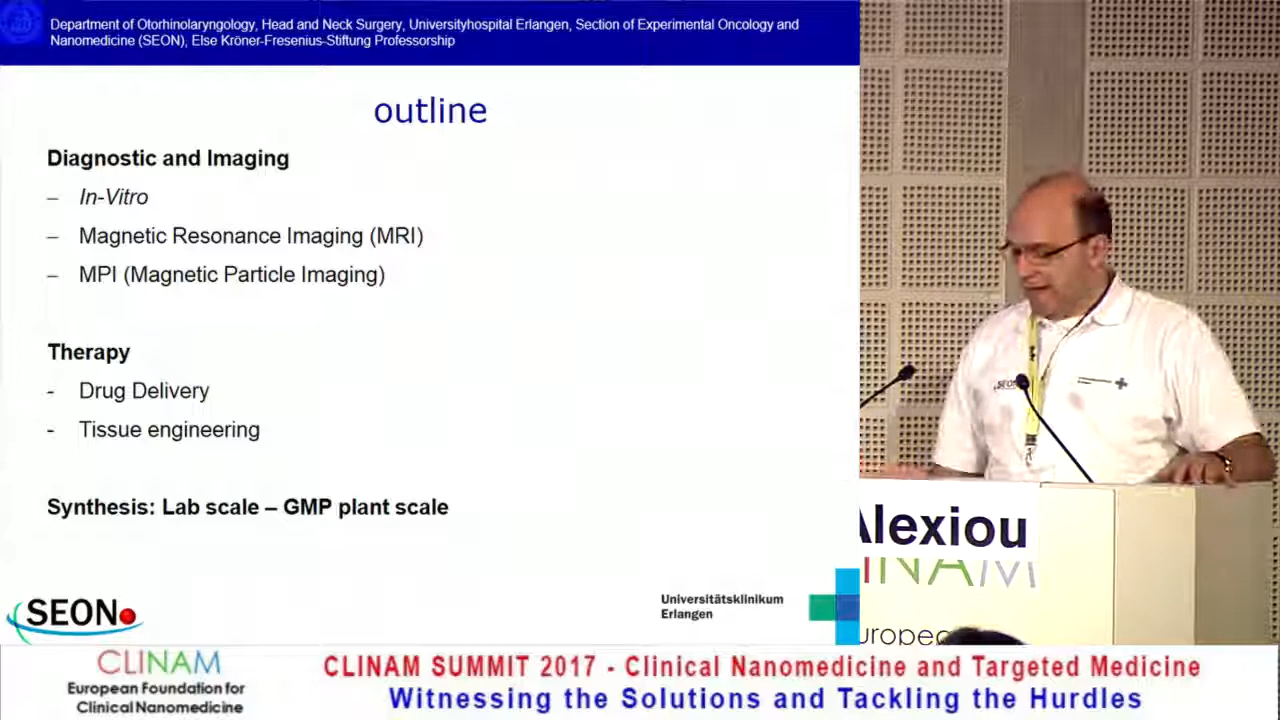 Department of Otorhinolaryngology, Head and Neck Surgery, Universityhospital Erlangen, Section of Experimental Oncology and
Nanomedicine (SEON), Else Kröner-Fresenius-Stiftung Professorship
outline
Diagnostic and Imaging
– In-Vitro
– Magnetic Resonance Imaging (MRI)
– MPI (Magnetic Particle Imaging)
Therapy
- Drug Delivery
- Tissue engineering
Synthesis: Lab scale – GMP plant scale
SEON
Universitätsklinikum
Erlangen
SEON
Alexiou
CLINAM
European Foundation for
Clinical Nanomedicine
CLINAM SUMMIT 2017 - Clinical Nanomedicine and Targeted Medicine
Witnessing the Solutions and Tackling the Hurdles